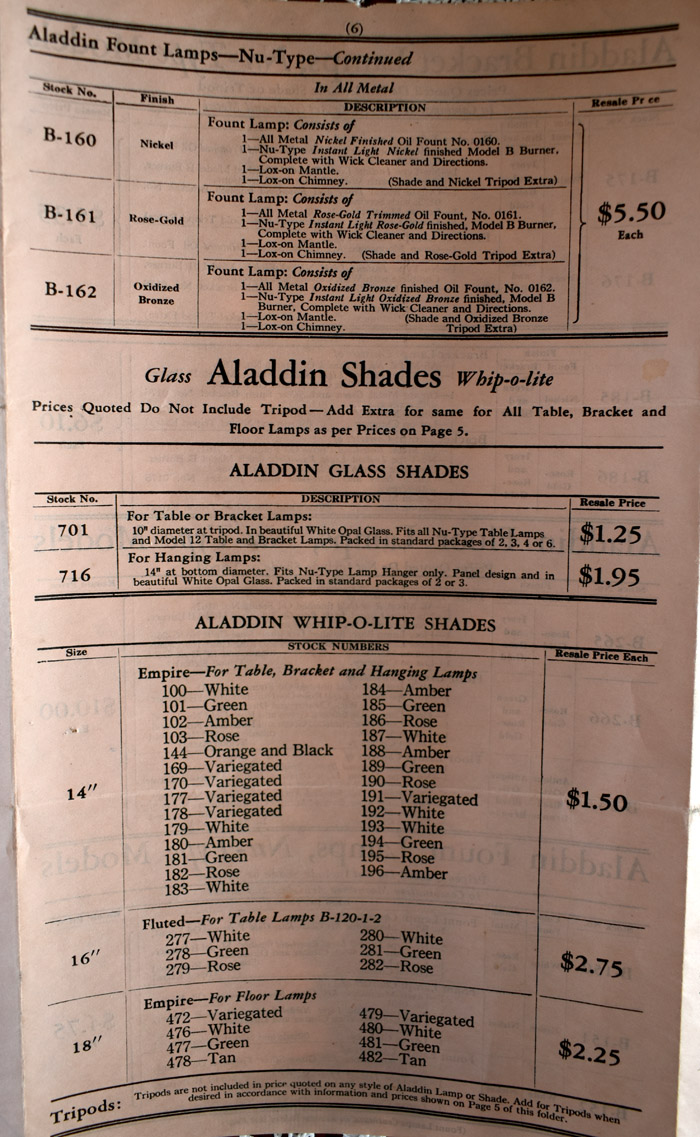 (6)
Aladdin Fount Lamps—Nu-Type—Continued
In All Metal
Stock No. Finish DESCRIPTION Resale Price
B-160 Nickel Fount Lamp: Consists of
1—All Metal Nickel Finished Oil Fount No. 0160.
1—Nu-Type Instant Light Nickel finished Model B Burner,
Complete with Wick Cleaner and Directions.
1—Lox-on Mantle.
1—Lox-on Chimney. (Shade and Nickel Tripod Extra)
B-161 Rose-Gold Fount Lamp: Consists of
1—All Metal Rose-Gold Trimmed Oil Fount, No. 0161.
1—Nu-Type Instant Light Rose-Gold finished, Model B Burner,
Complete with Wick Cleaner and Directions.
1—Lox-on Mantle.
1—Lox-on Chimney. (Shade and Rose-Gold Tripod Extra)
$5.50
Each
B-162 Oxidized
Bronze
Fount Lamp: Consists of
1—All Metal Oxidized Bronze finished Oil Fount, No. 0162.
1—Nu-Type Instant Light Oxidized Bronze finished, Model B
Burner, Complete with Wick Cleaner and Directions.
1—Lox-on Mantle. (Shade and Oxidized Bronze
1—Lox-on Chimney. Tripod Extra)
Glass Aladdin Shades Whip-o-lite
Prices Quoted Do Not Include Tripod—Add Extra for same for All Table, Bracket and
Floor Lamps as per Prices on Page 5.
ALADDIN GLASS SHADES
Stock No. DESCRIPTION Resale Price
701 For Table or Bracket Lamps:
10" diameter at tripod. In beautiful White Opal Glass. Fits all Nu-Type Table Lamps
and Model 12 Table and Bracket Lamps. Packed in standard packages of 2, 3, 4 or 6.
$1.25
716 For Hanging Lamps:
14" at bottom diameter. Fits Nu-Type Lamp Hanger only. Panel design and in
beautiful White Opal Glass. Packed in standard packages of 2 or 3.
$1.95
ALADDIN WHIP-O-LITE SHADES
Size STOCK NUMBERS Resale Price Each
Empire—For Table, Bracket and Hanging Lamps
100—White 184—Amber
101—Green 185—Green
102—Amber 186—Rose
103—Rose 187—White
144—Orange and Black 188—Amber
169—Variegated 189—Green
170—Variegated 190—Rose
177—Variegated 191—Variegated
14" 178—Variegated 192—White $1.50
179—White 193—White
180—Amber 194—Green
181—Green 195—Rose
182—Rose 196—Amber
183—White
Fluted—For Table Lamps B-120-1-2
277—White 280—White
16" 278—Green 281—Green $2.75
279—Rose 282—Rose
Empire—For Floor Lamps
472—Variegated 479—Variegated
476—White 480—White
18" 477—Green 481—Green $2.25
478—Tan 482—Tan
Tripods: Tripods are not included in price quoted on any style of Aladdin Lamp or Shade. Add for Tripods when
desired in accordance with information and prices shown on Page 5 of this folder.